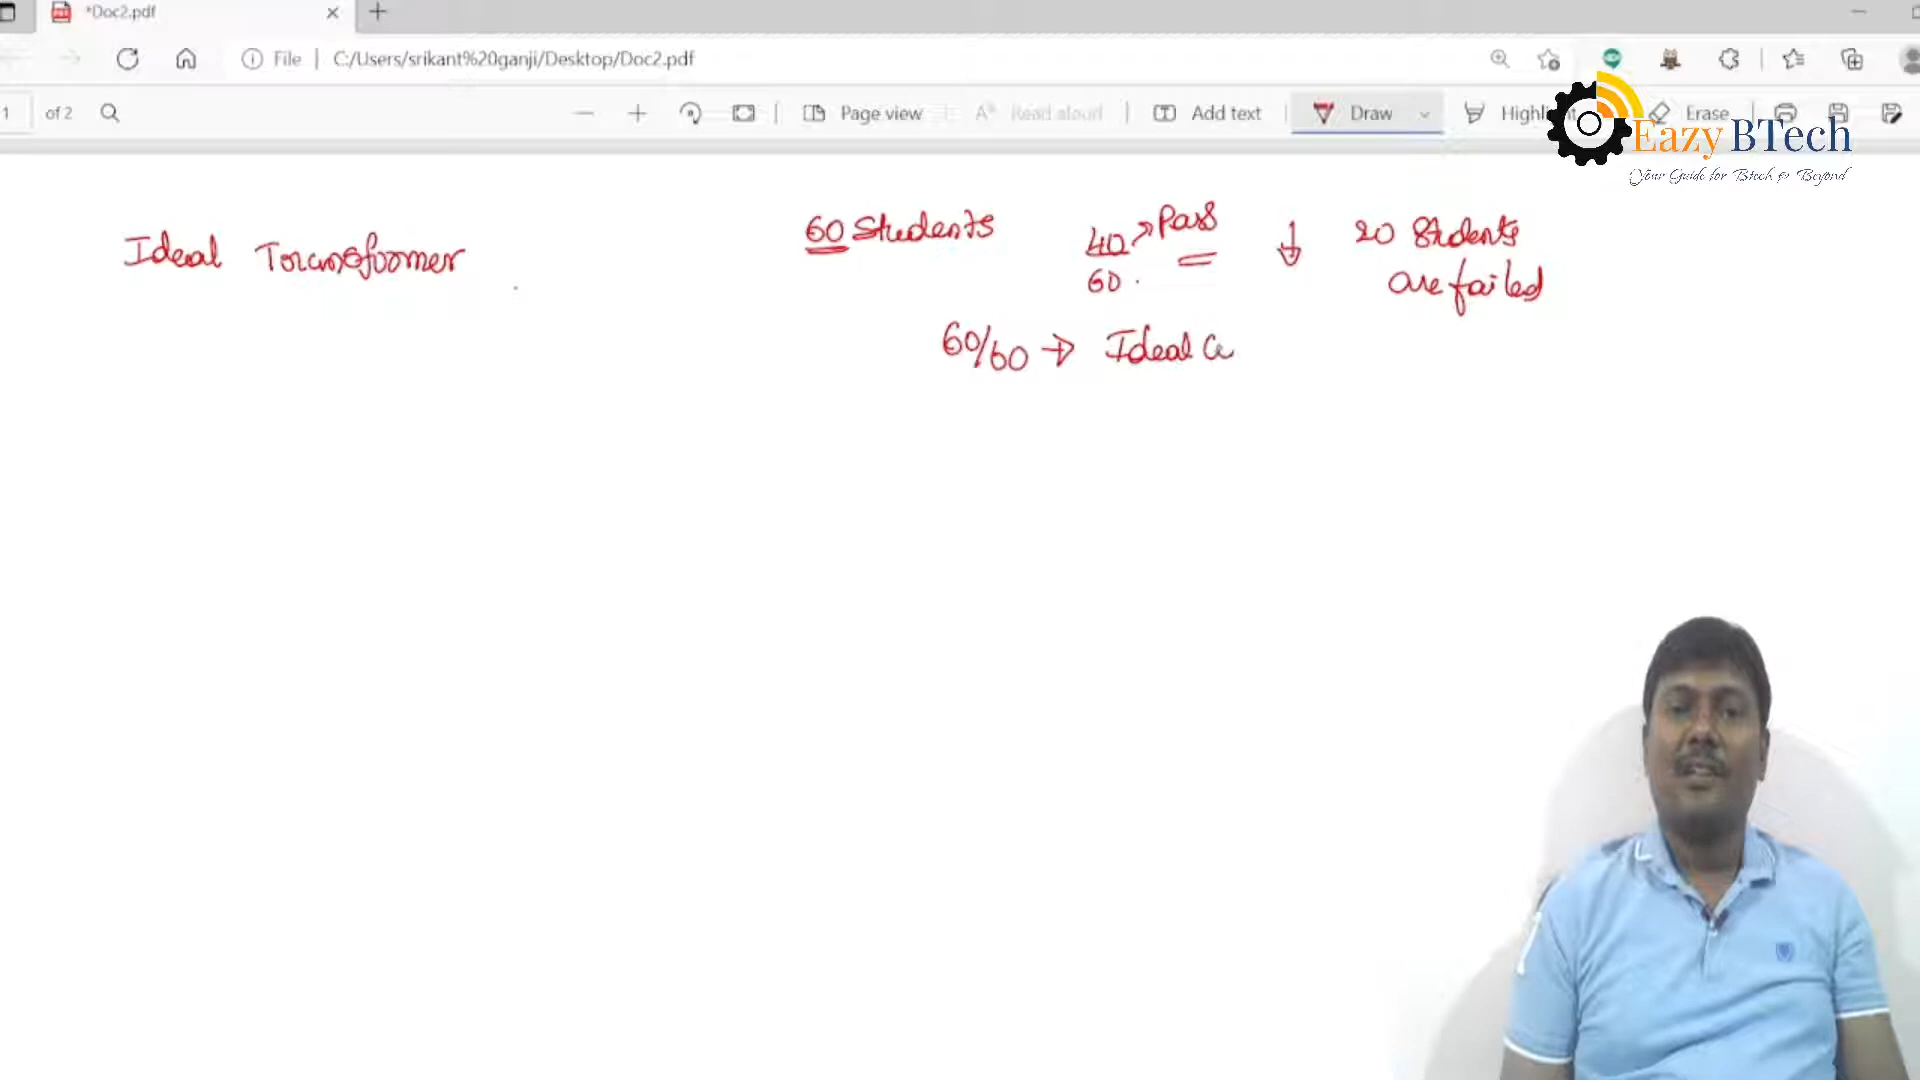 *Doc2.pdf
File | C:/Users/srikant%20ganji/Desktop/Doc2.pdf
1 of 2 Page view Read aloud Add text Draw Highlight Erase
Eazy BTech
Your Guide for Btech & Beyond
Ideal Transformer
60 Students 40 → Pass ↓ 20 Students
60 are failed
60/60 → Ideal